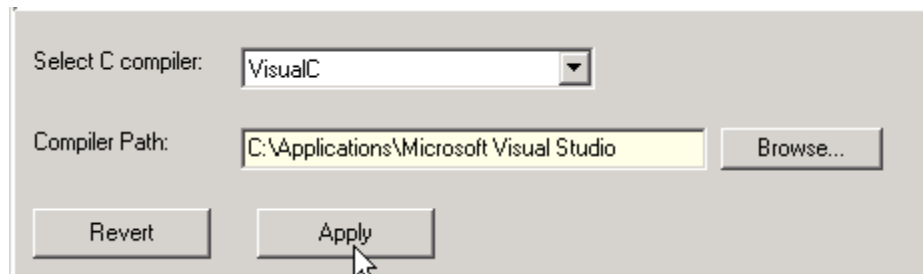 Select C compiler:
VisualC
Compiler Path:
C:\Applications\Microsoft Visual Studio
Browse...
Revert
Apply